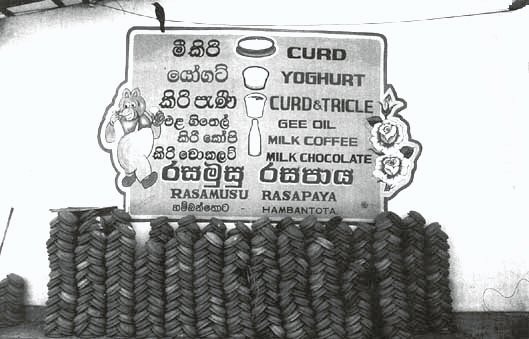 මීකිරි CURD
යෝගට් YOGHURT
කිරි පැණි CURD&TRICLE
එළ ගිතෙල් GEE OIL
කිරි කෝපි MILK COFFEE
කිරි චොකලට් MILK CHOCOLATE
රසමුසු රසපාය
RASAMUSU RASAPAYA
හම්බන්තොට - HAMBANTOTA